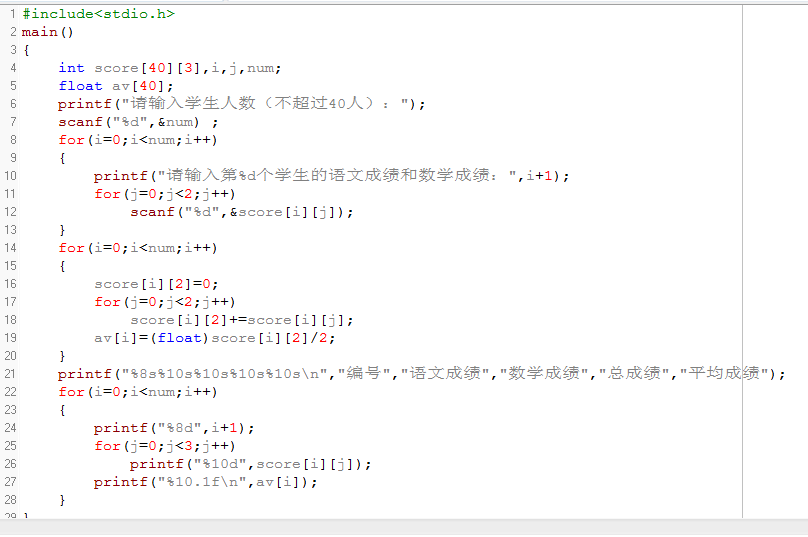 1 #include<stdio.h>
2 main()
3 {
4     int score[40][3],i,j,num;
5     float av[40];
6     printf("请输入学生人数（不超过40人）：");
7     scanf("%d",&num) ;
8     for(i=0;i<num;i++)
9     {
10         printf("请输入第%d个学生的语文成绩和数学成绩：",i+1);
11         for(j=0;j<2;j++)
12             scanf("%d",&score[i][j]);
13     }
14     for(i=0;i<num;i++)
15     {
16         score[i][2]=0;
17         for(j=0;j<2;j++)
18             score[i][2]+=score[i][j];
19         av[i]=(float)score[i][2]/2;
20     }
21     printf("%8s%10s%10s%10s%10s\n","编号","语文成绩","数学成绩","总成绩","平均成绩");
22     for(i=0;i<num;i++)
23     {
24         printf("%8d",i+1);
25         for(j=0;j<3;j++)
26             printf("%10d",score[i][j]);
27         printf("%10.1f\n",av[i]);
28     }
29 }